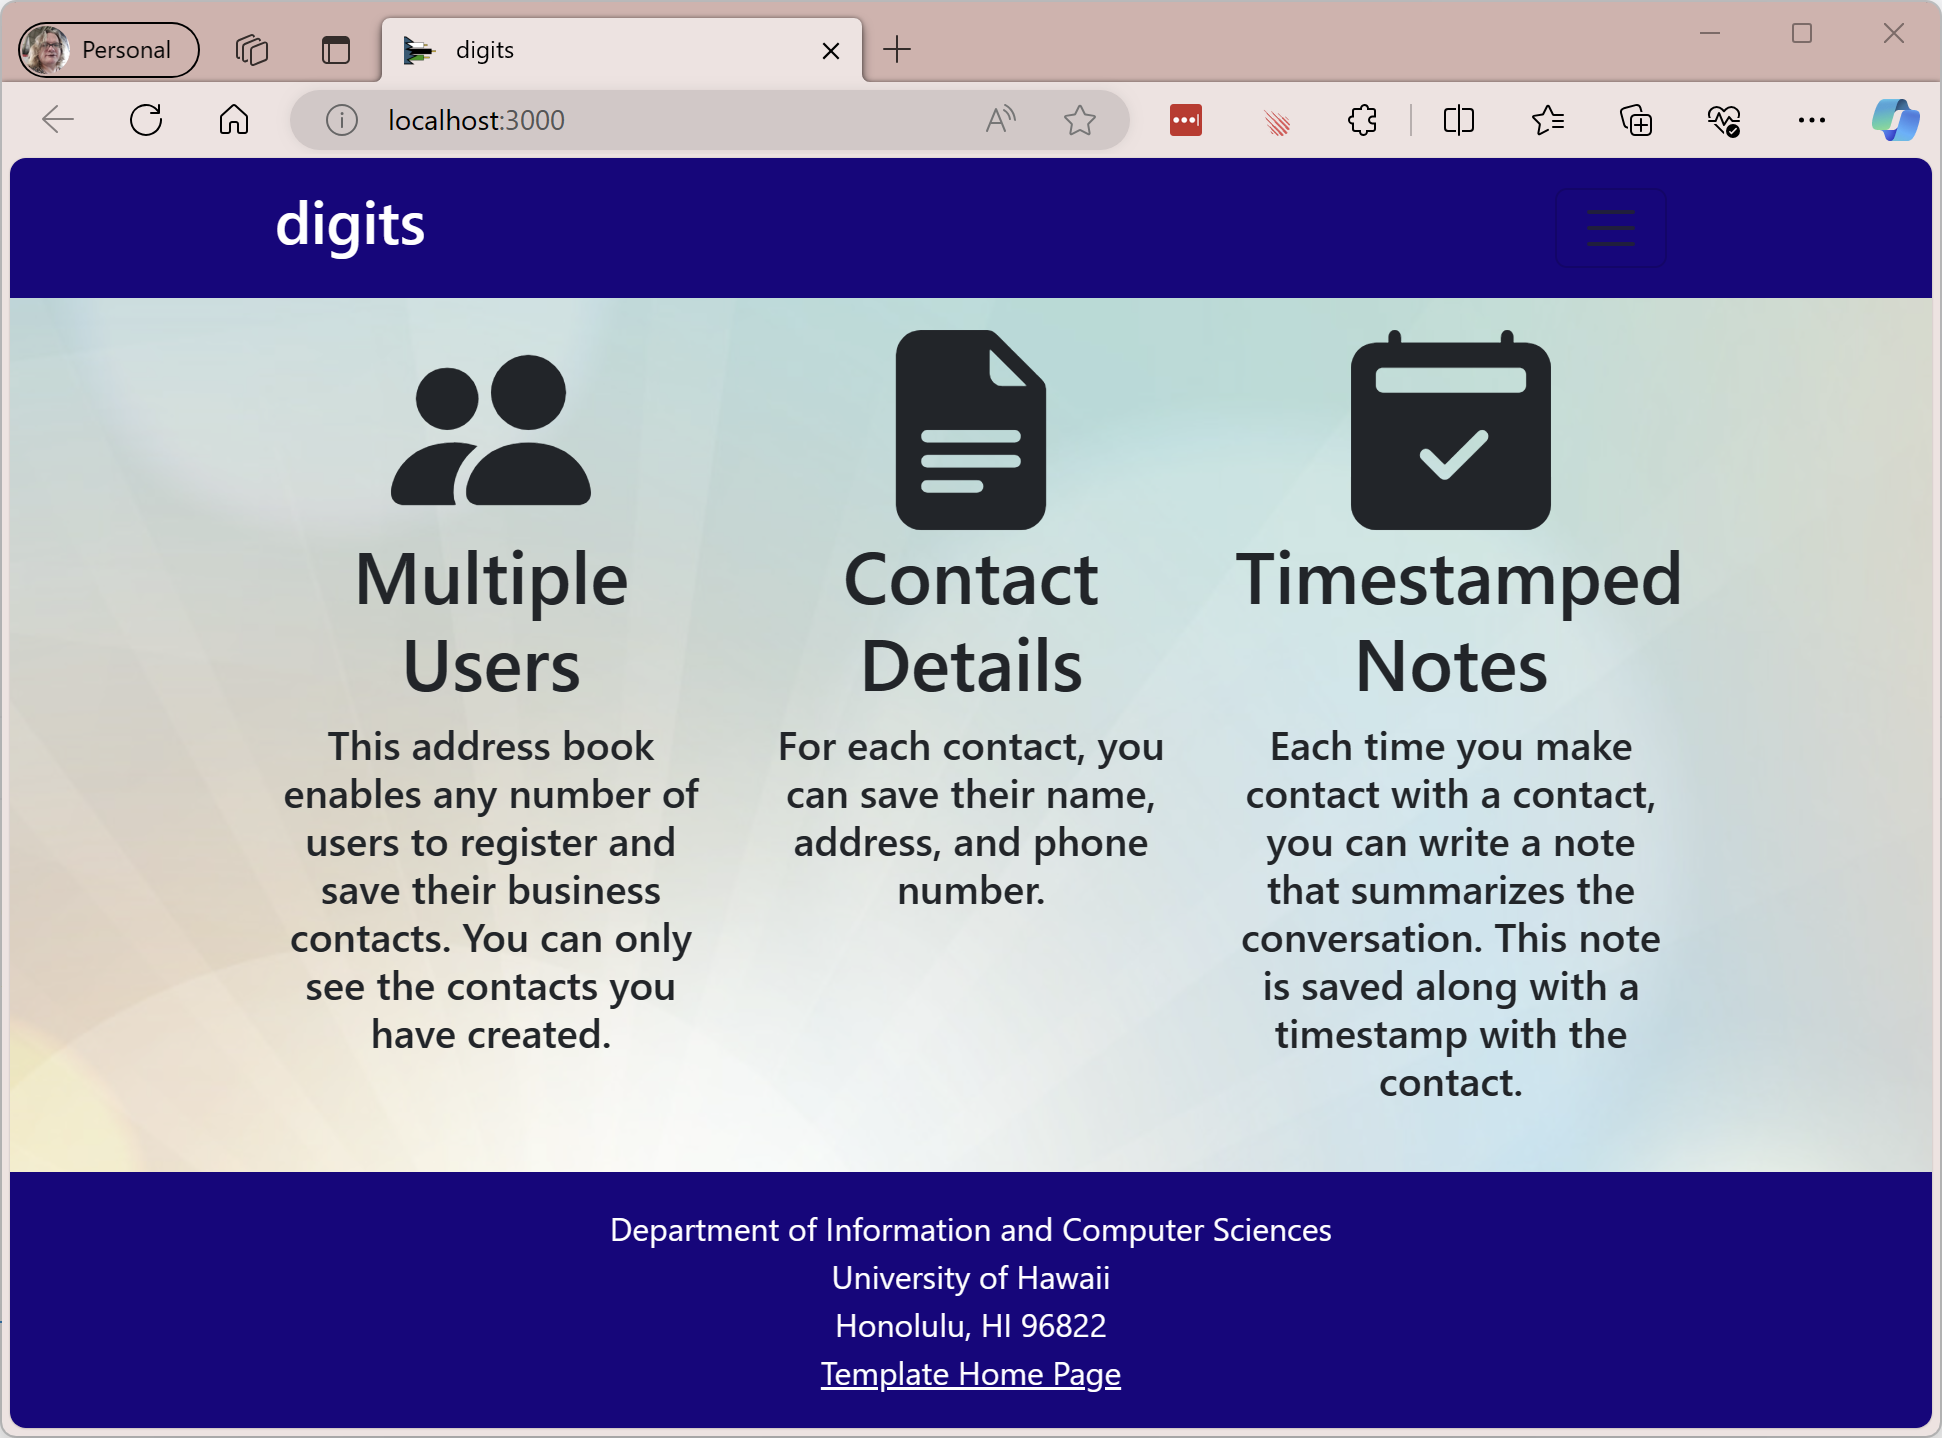 Personal
digits
localhost:3000
digits
Multiple
Users
This address book
enables any number of
users to register and
save their business
contacts. You can only
see the contacts you
have created.
Contact
Details
For each contact, you
can save their name,
address, and phone
number.
Timestamped
Notes
Each time you make
contact with a contact,
you can write a note
that summarizes the
conversation. This note
is saved along with a
timestamp with the
contact.
Department of Information and Computer Sciences
University of Hawaii
Honolulu, HI 96822
Template Home Page